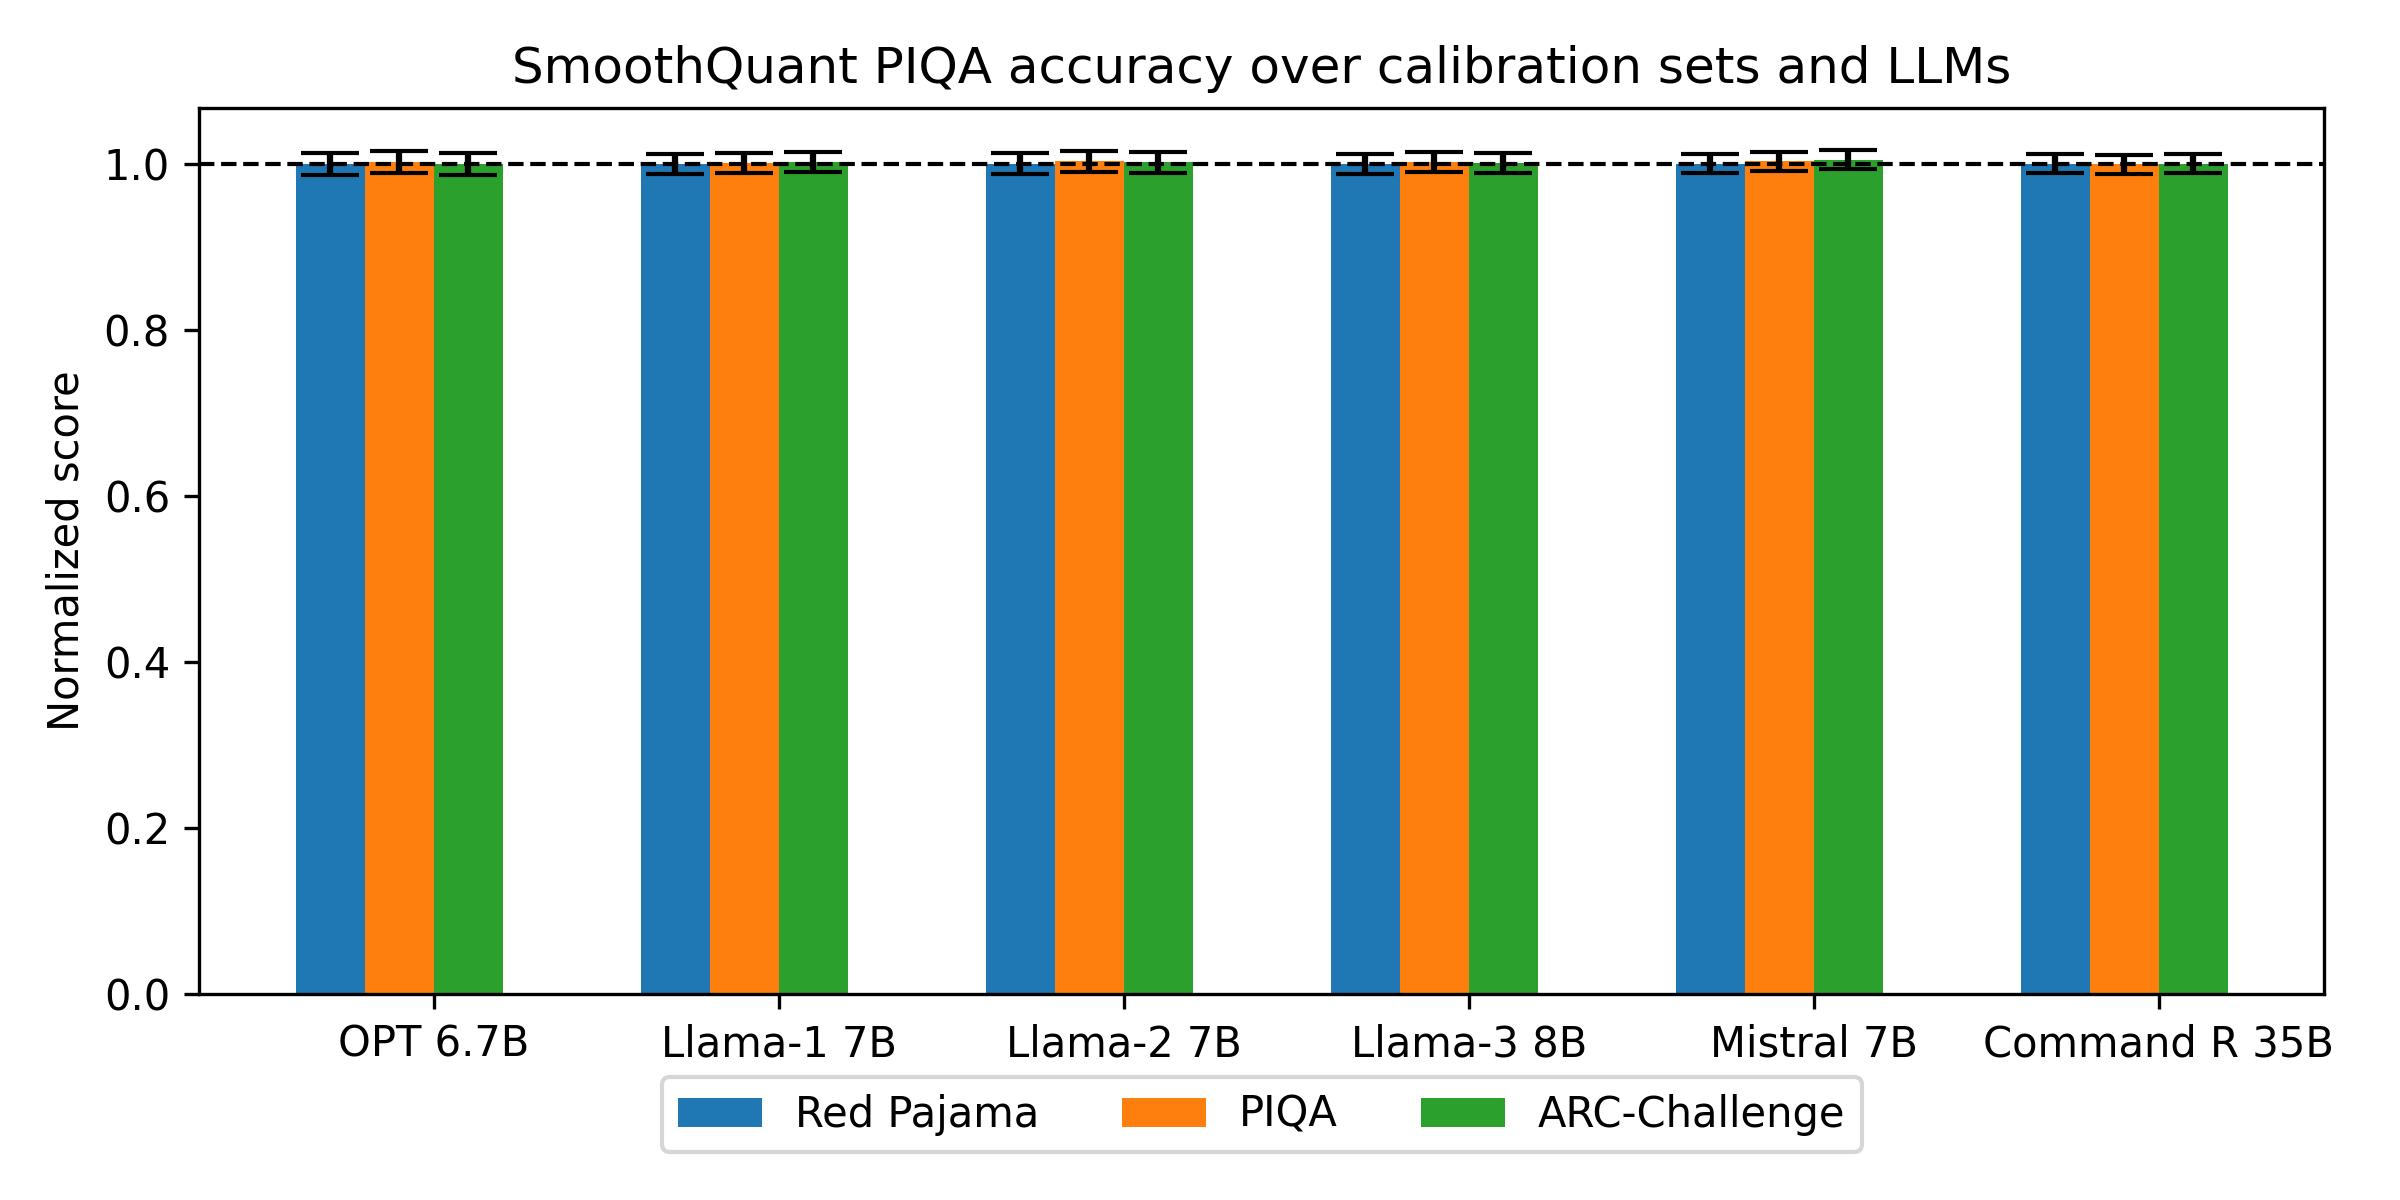 SmoothQuant PIQA accuracy over calibration sets and LLMs
Normalized score
1.0
0.8
0.6
0.4
0.2
0.0
OPT 6.7B Llama-1 7B Llama-2 7B Llama-3 8B Mistral 7B Command R 35B
Red Pajama PIQA ARC-Challenge